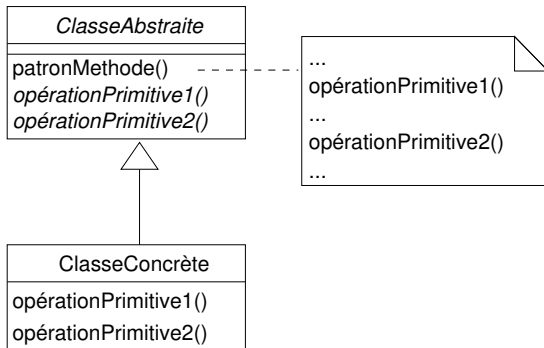 ClasseAbstraite
patronMethode()
opérationPrimitive1()
opérationPrimitive2()
...
opérationPrimitive1()
...
opérationPrimitive2()
...
ClasseConcrète
opérationPrimitive1()
opérationPrimitive2()